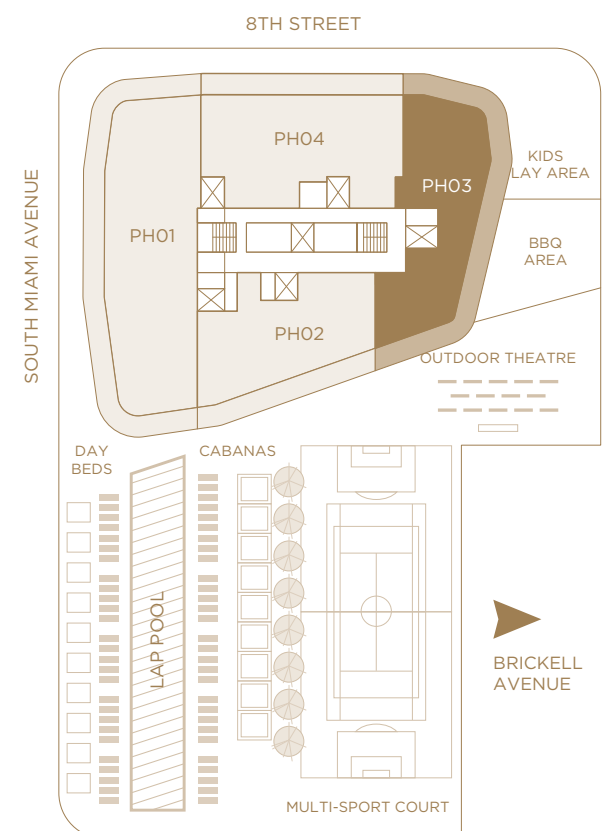 8TH STREET
SOUTH MIAMI AVENUE
PH04
PH03
PH01
PH02
KIDS
LAY AREA
BBQ
AREA
OUTDOOR THEATRE
DAY
BEDS
CABANAS
LAP POOL
BRICKELL
AVENUE
MULTI-SPORT COURT